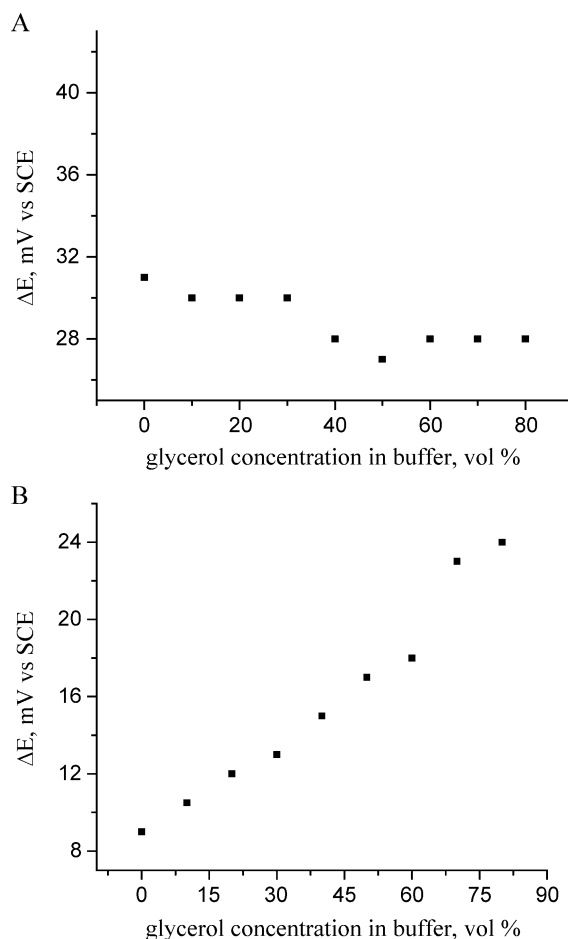 A
40
36
32
28
ΔE, mV vs SCE
0 20 40 60 80
glycerol concentration in buffer, vol %
B
24
20
16
12
8
ΔE, mV vs SCE
0 15 30 45 60 75 90
glycerol concentration in buffer, vol %